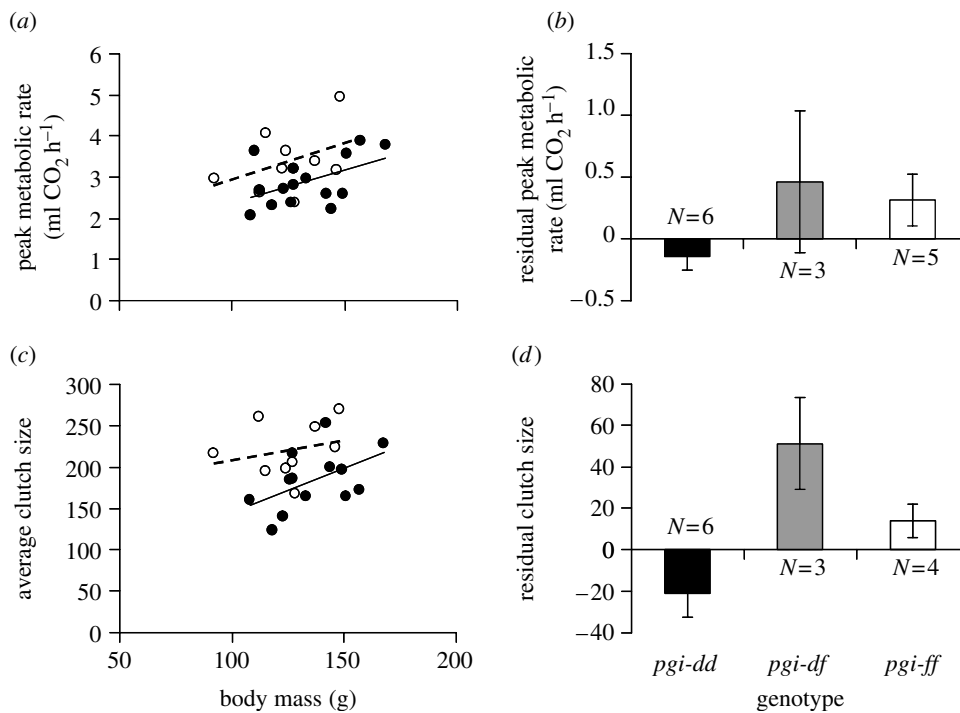 (a)
peak metabolic rate
(ml CO2 h−1)
6
5
4
3
2
1
0
50
100
150
200
(b)
residual peak metabolic
rate (ml CO2 h−1)
1.5
1.0
0.5
0
−0.5
N=6
N=3
N=5
(c)
average clutch size
300
250
200
150
100
0
50
100
150
200
body mass (g)
(d)
residual clutch size
80
60
40
20
0
−20
−40
N=6
N=3
N=4
pgi-dd
pgi-df
pgi-ff
genotype